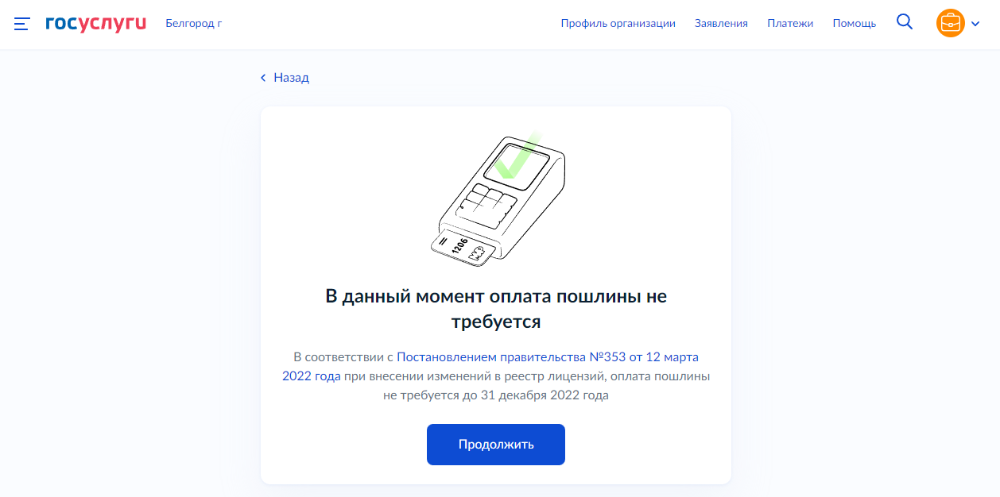 госуслуги Белгород г Профиль организации Заявления Платежи Помощь
Назад
1206
В данный момент оплата пошлины не
требуется
В соответствии с Постановлением правительства №353 от 12 марта
2022 года при внесении изменений в реестр лицензий, оплата пошлины
не требуется до 31 декабря 2022 года
Продолжить